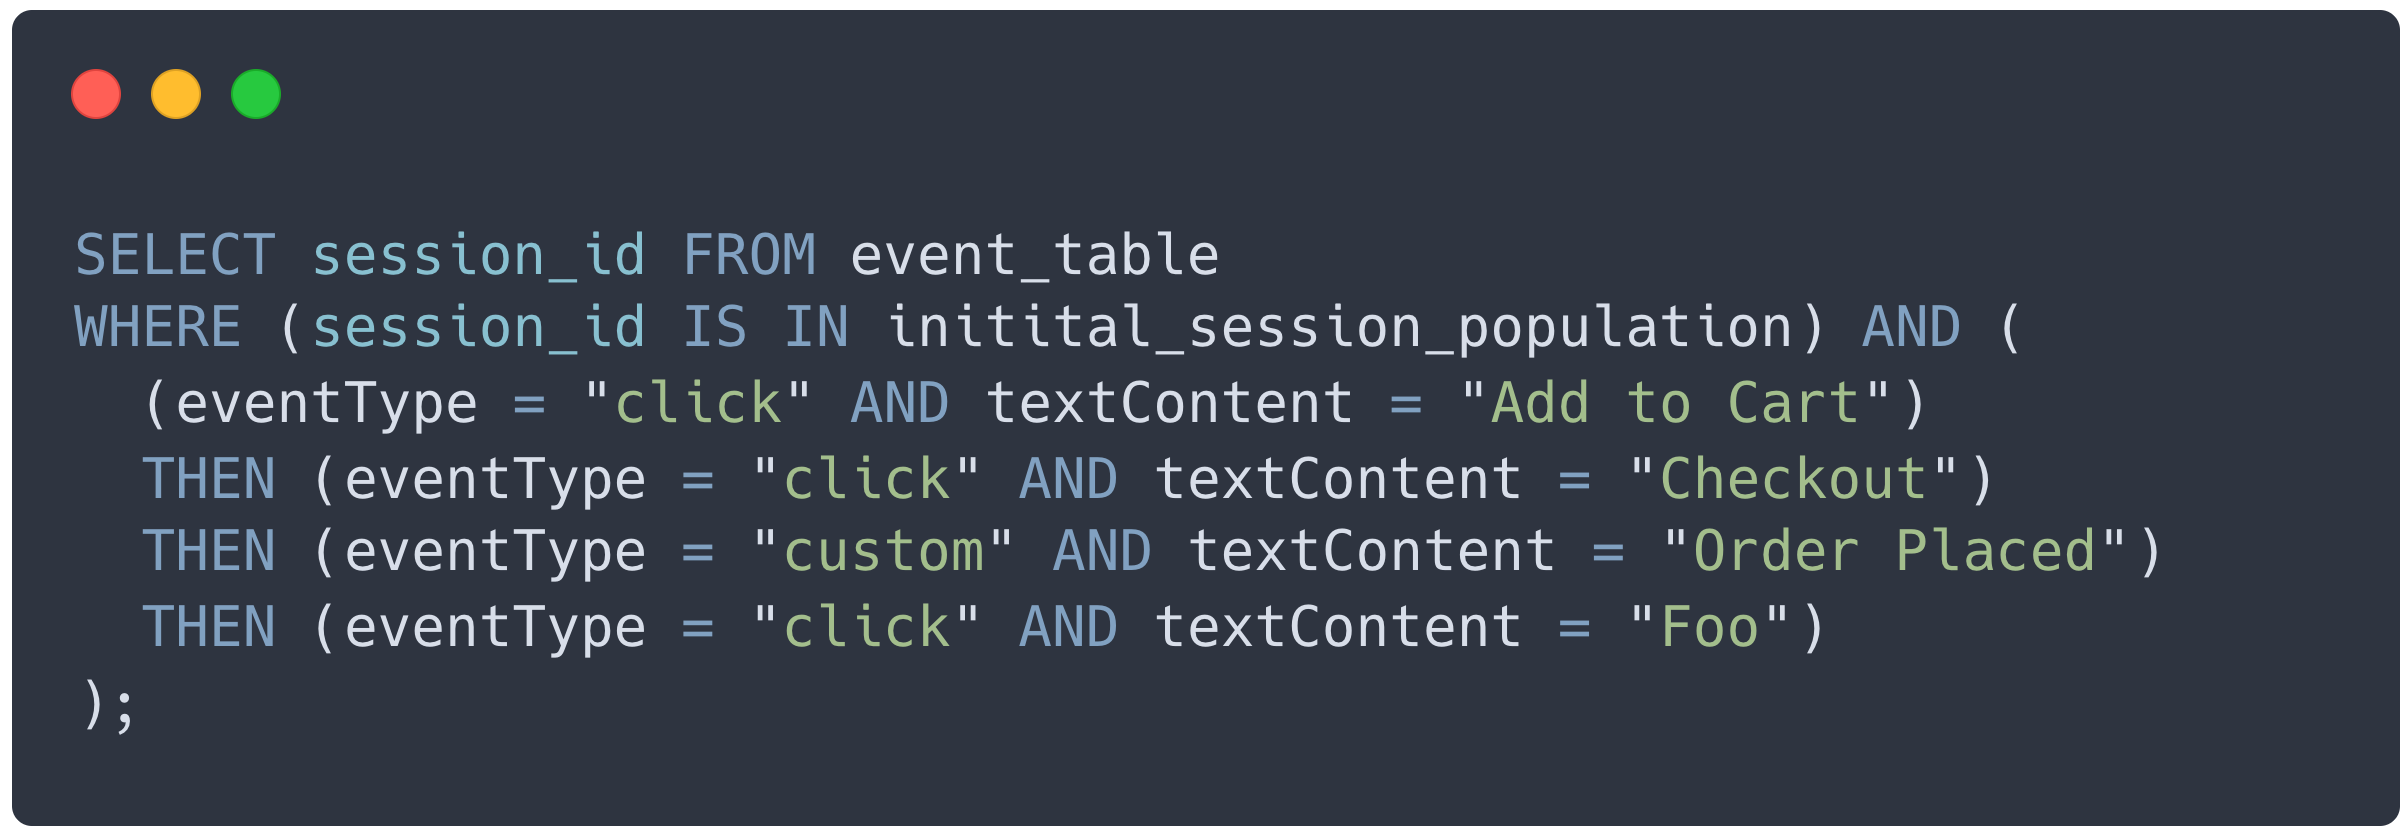 SELECT session_id FROM event_table
WHERE (session_id IS IN initital_session_population) AND (
  (eventType = "click" AND textContent = "Add to Cart")
  THEN (eventType = "click" AND textContent = "Checkout")
  THEN (eventType = "custom" AND textContent = "Order Placed")
  THEN (eventType = "click" AND textContent = "Foo")
);